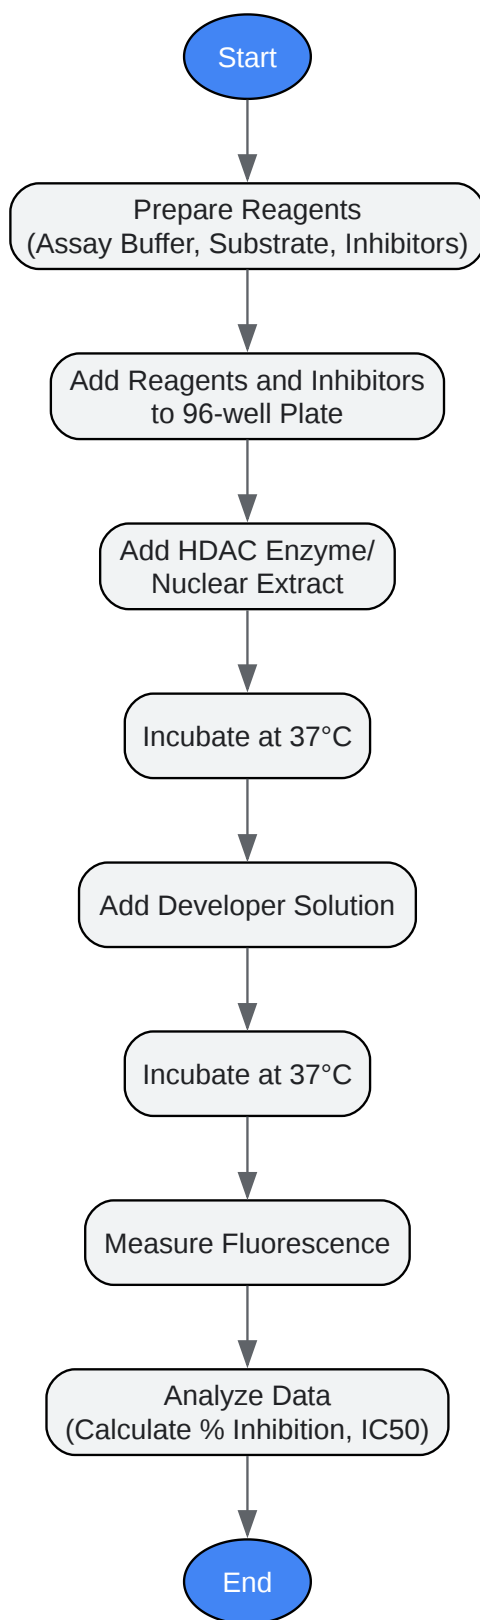 Start
Prepare Reagents
(Assay Buffer, Substrate, Inhibitors)
Add Reagents and Inhibitors
to 96-well Plate
Add HDAC Enzyme/
Nuclear Extract
Incubate at 37°C
Add Developer Solution
Incubate at 37°C
Measure Fluorescence
Analyze Data
(Calculate % Inhibition, IC50)
End